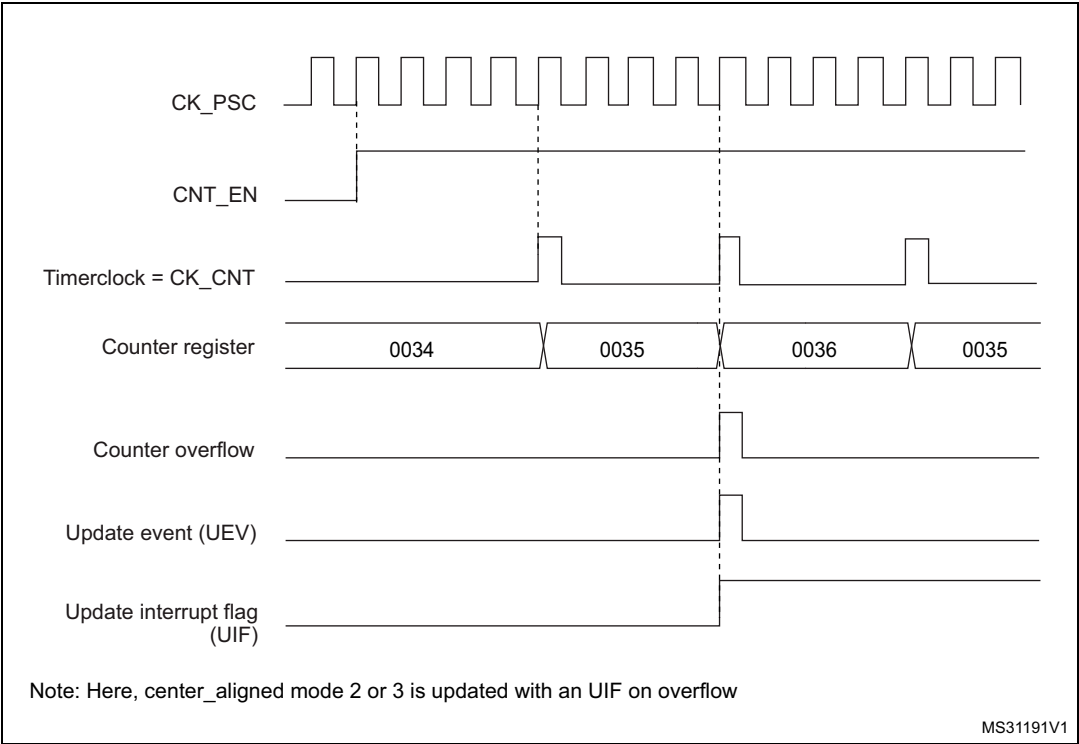 CK_PSC
CNT_EN
Timerclock = CK_CNT
Counter register
0034
0035
0036
0035
Counter overflow
Update event (UEV)
Update interrupt flag
(UIF)
Note: Here, center_aligned mode 2 or 3 is updated with an UIF on overflow
MS31191V1